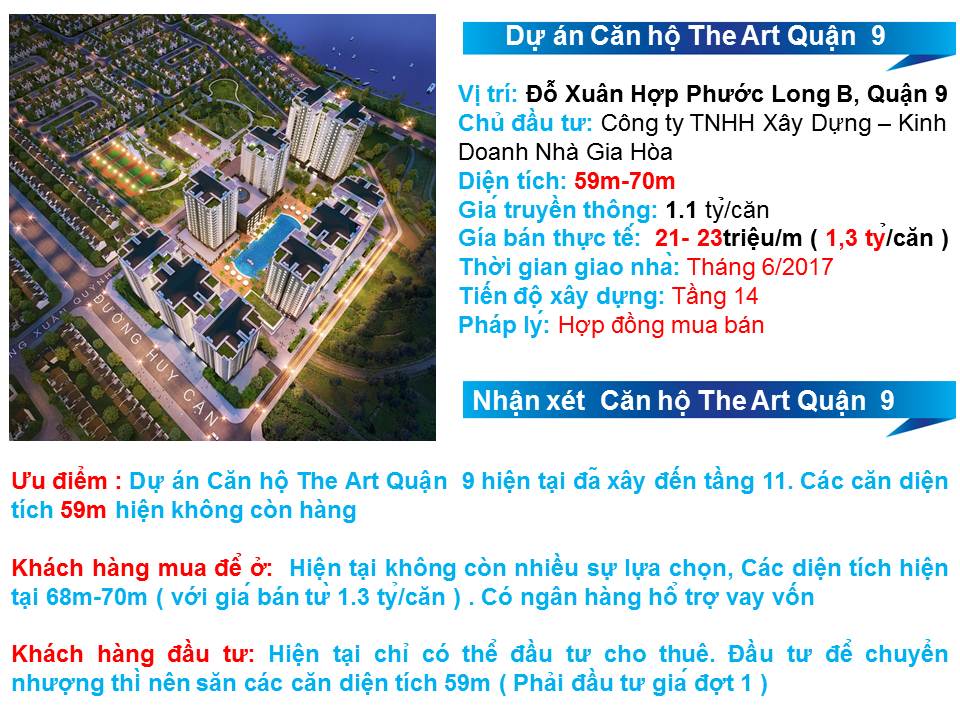 Dự án Căn hộ The Art Quận 9
Vị trí: Đỗ Xuân Hợp Phước Long B, Quận 9
Chủ đầu tư: Công ty TNHH Xây Dựng – Kinh
Doanh Nhà Gia Hòa
Diện tích: 59m-70m
Giá truyền thông: 1.1 tỷ/căn
Gía bán thực tế: 21- 23triệu/m ( 1,3 tỷ/căn )
Thời gian giao nhà: Tháng 6/2017
Tiến độ xây dựng: Tầng 14
Pháp lý: Hợp đồng mua bán
XUÂN QUỲNH
ĐƯỜNG HUY CẬN
Nhận xét Căn hộ The Art Quận 9
Ưu điểm : Dự án Căn hộ The Art Quận 9 hiện tại đã xây đến tầng 11. Các căn diện
tích 59m hiện không còn hàng
Khách hàng mua để ở: Hiện tại không còn nhiều sự lựa chọn, Các diện tích hiện
tại 68m-70m ( với giá bán từ 1.3 tỷ/căn ) . Có ngân hàng hổ trợ vay vốn
Khách hàng đầu tư: Hiện tại chỉ có thể đầu tư cho thuê. Đầu tư để chuyển
nhượng thì nên săn các căn diện tích 59m ( Phải đầu tư giá đợt 1 )